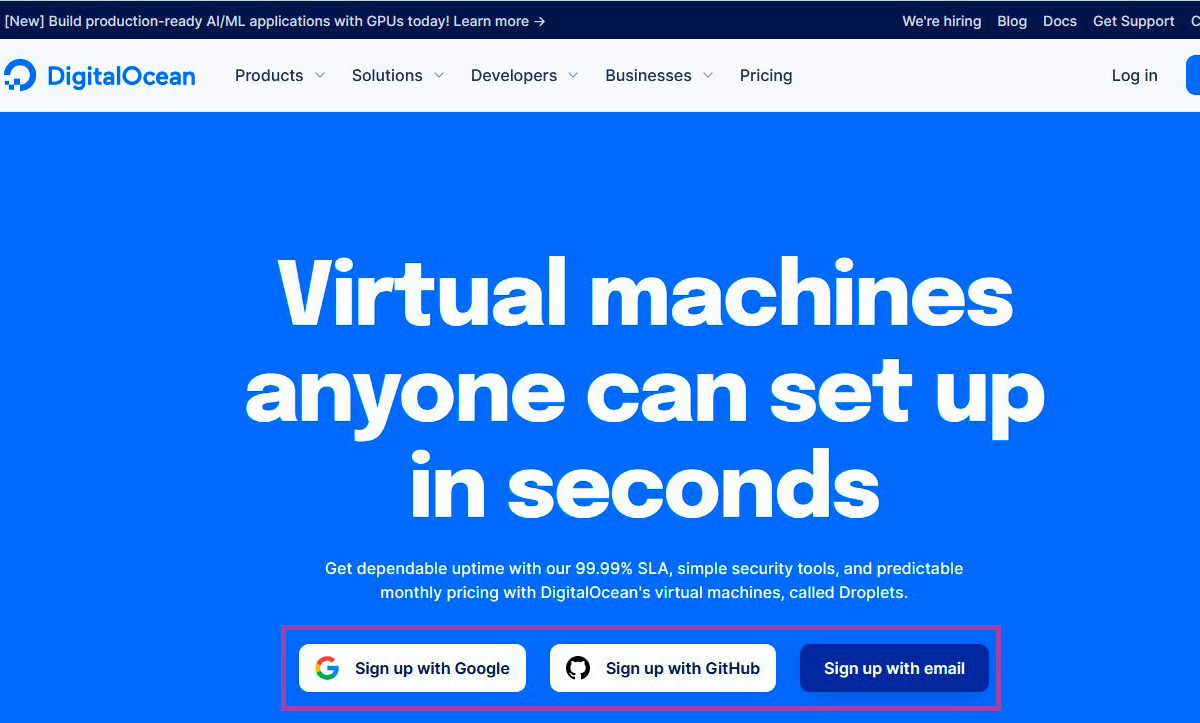 [New] Build production-ready AI/ML applications with GPUs today! Learn more → We're hiring Blog Docs Get Support
DigitalOcean Products Solutions Developers Businesses Pricing Log in
Virtual machines
anyone can set up
in seconds
Get dependable uptime with our 99.99% SLA, simple security tools, and predictable
monthly pricing with DigitalOcean's virtual machines, called Droplets.
Sign up with Google Sign up with GitHub Sign up with email